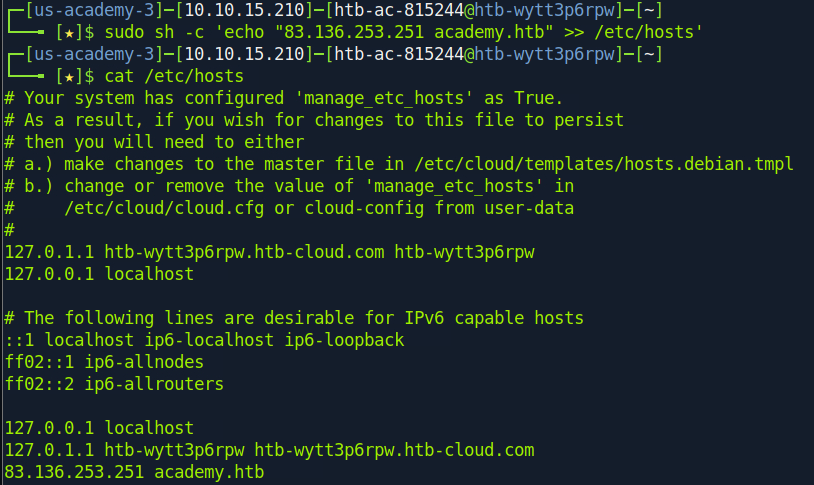 ┌─[us-academy-3]─[10.10.15.210]─[htb-ac-815244@htb-wytt3p6rpw]─[~]
└──╼ [★]$ sudo sh -c 'echo "83.136.253.251 academy.htb" >> /etc/hosts'
┌─[us-academy-3]─[10.10.15.210]─[htb-ac-815244@htb-wytt3p6rpw]─[~]
└──╼ [★]$ cat /etc/hosts
# Your system has configured 'manage_etc_hosts' as True.
# As a result, if you wish for changes to this file to persist
# then you will need to either
# a.) make changes to the master file in /etc/cloud/templates/hosts.debian.tmpl
# b.) change or remove the value of 'manage_etc_hosts' in
#     /etc/cloud/cloud.cfg or cloud-config from user-data
#
127.0.1.1 htb-wytt3p6rpw.htb-cloud.com htb-wytt3p6rpw
127.0.0.1 localhost

# The following lines are desirable for IPv6 capable hosts
::1 localhost ip6-localhost ip6-loopback
ff02::1 ip6-allnodes
ff02::2 ip6-allrouters

127.0.0.1 localhost
127.0.1.1 htb-wytt3p6rpw htb-wytt3p6rpw.htb-cloud.com
83.136.253.251 academy.htb